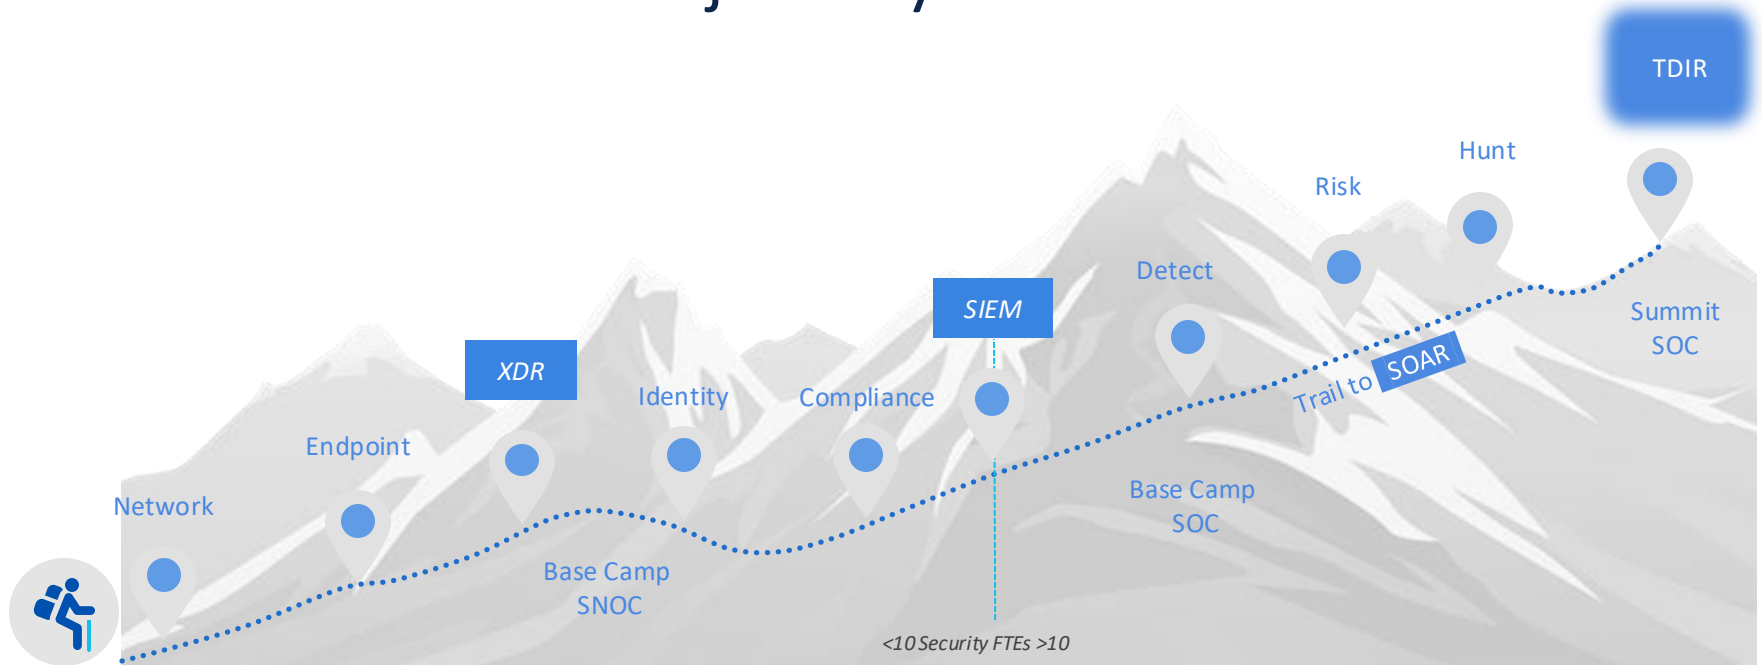 TDIR
Hunt
Risk
Detect
SIEM
Summit
SOC
XDR
Trail to SOAR
Identity
Compliance
Endpoint
Network
Base Camp
SOC
Base Camp
SNOC
<10 Security FTEs >10